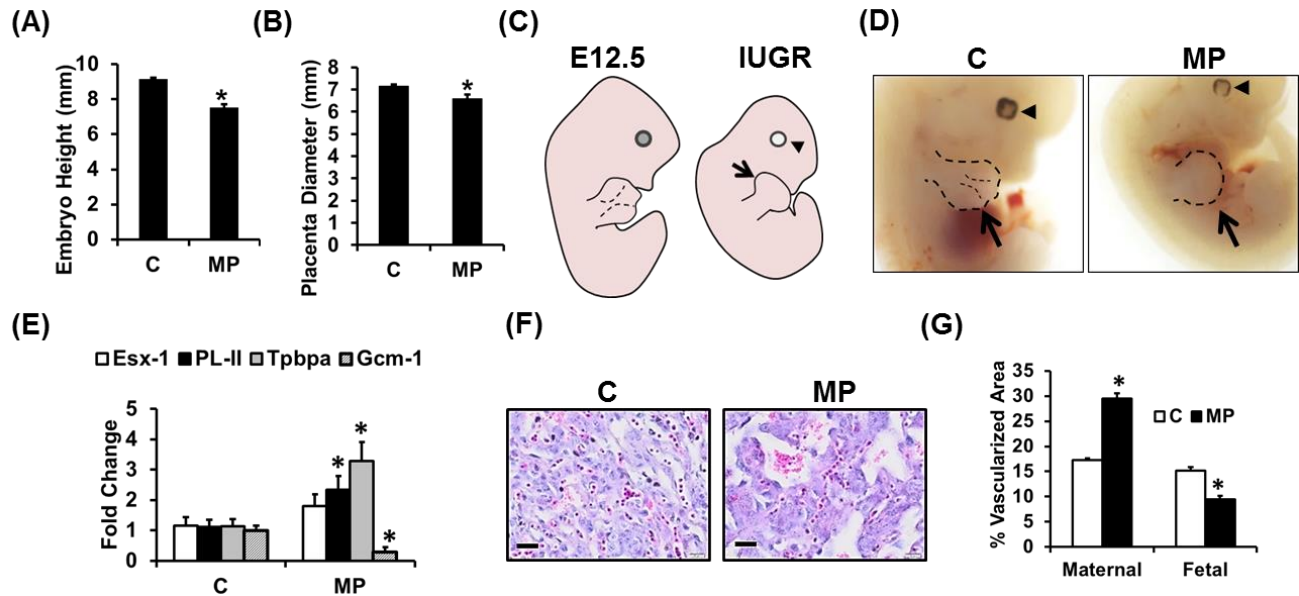 (A)
Embryo Height (mm)
10
8
6
4
2
0
*
C MP
(B)
Placenta Diameter (mm)
8
7
6
5
4
3
2
1
0
*
C MP
(C)
E12.5 IUGR
(D)
C MP
(E)
Esx-1 PL-II Tpbpa Gcm-1
Fold Change
5
4
3
2
1
0
* * *
C MP
(F)
C MP
(G)
% Vascularized Area
35
30
25
20
15
10
5
0
* *
C MP
Maternal Fetal